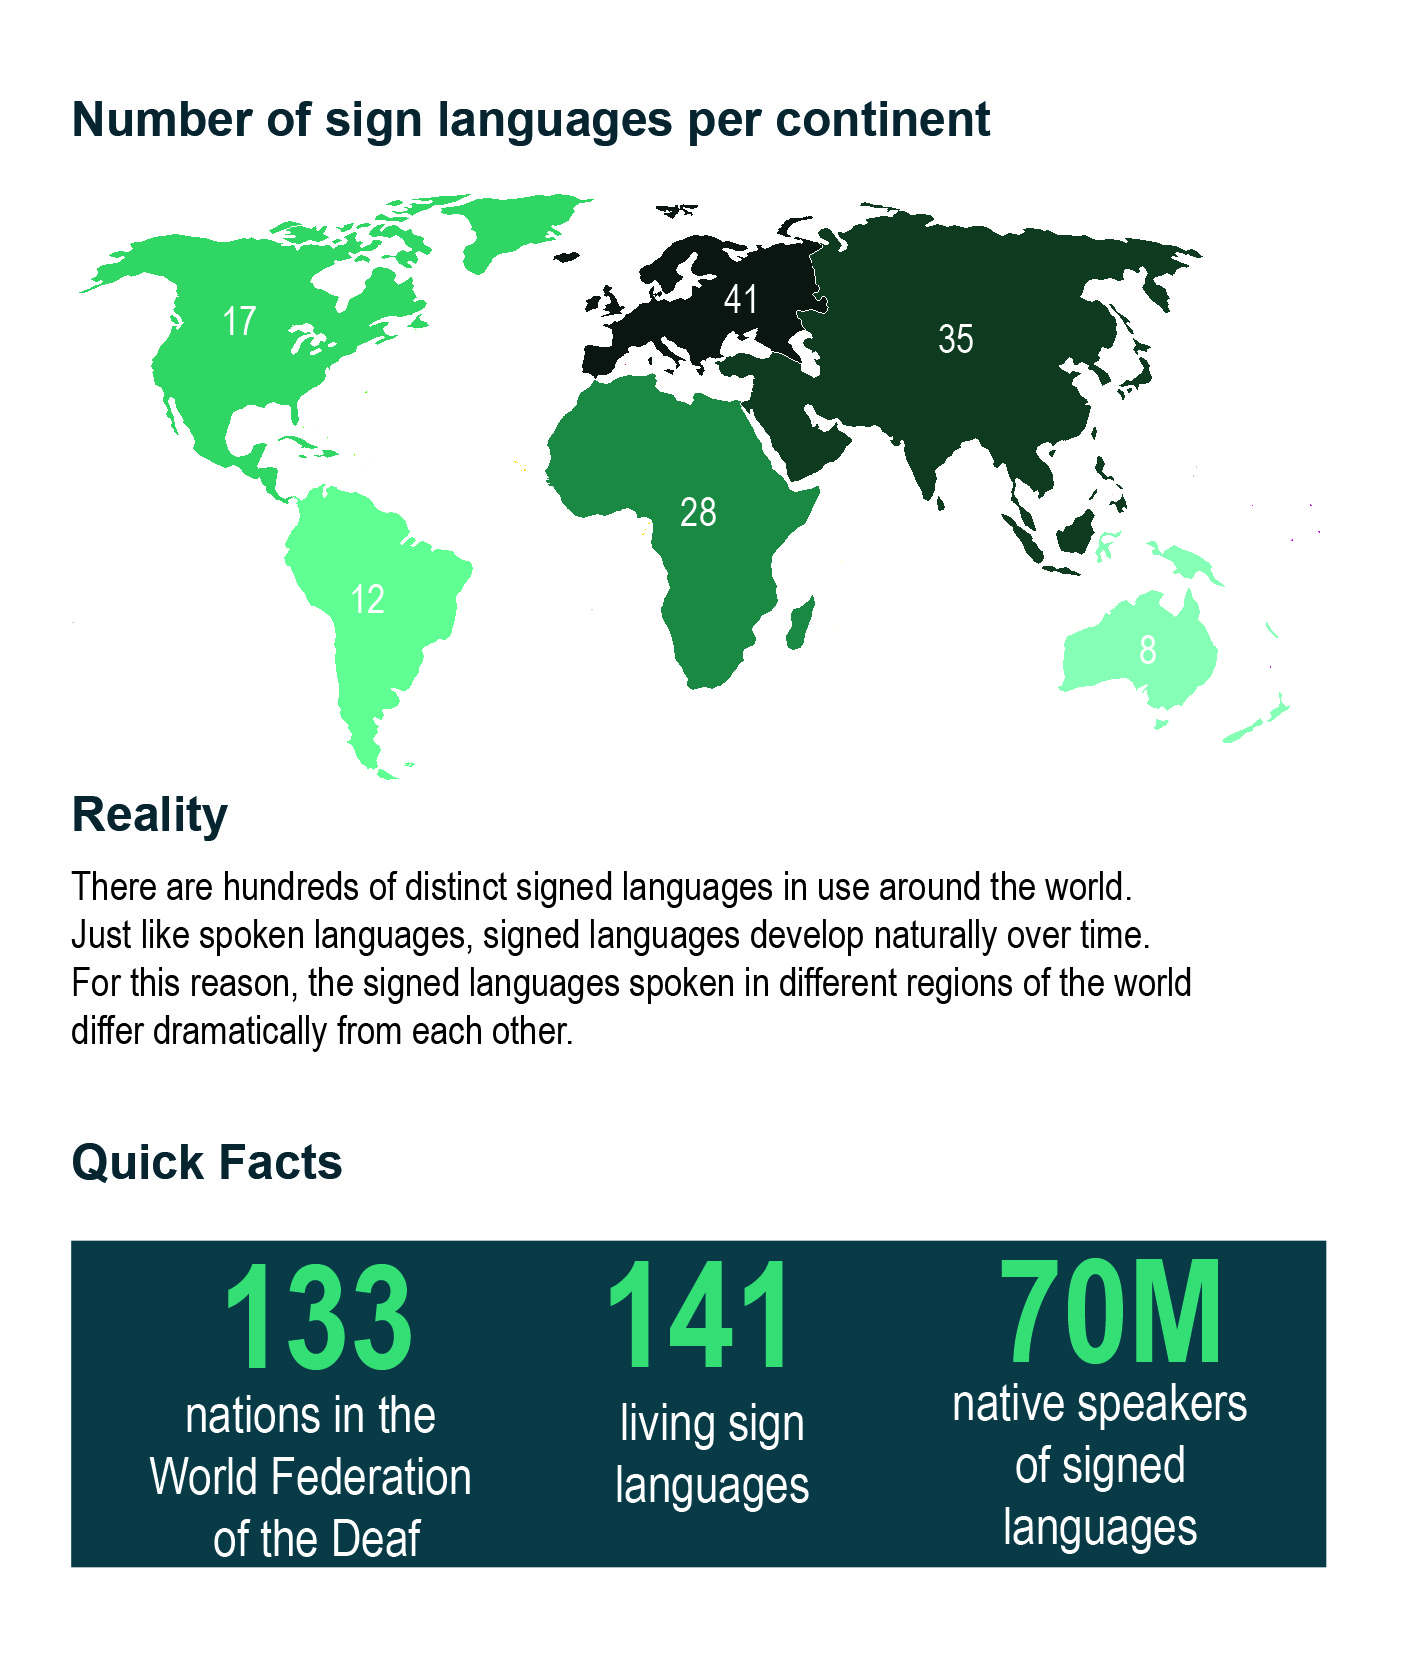 Number of sign languages per continent
17
41
35
28
12
8
Reality
There are hundreds of distinct signed languages in use around the world.
Just like spoken languages, signed languages develop naturally over time.
For this reason, the signed languages spoken in different regions of the world
differ dramatically from each other.
Quick Facts
133
nations in the
World Federation
of the Deaf
141
living sign
languages
70M
native speakers
of signed
languages